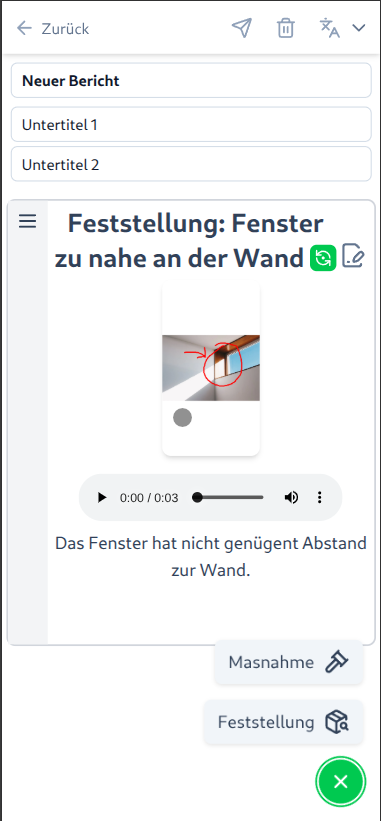 Zurück
Neuer Bericht
Untertitel 1
Untertitel 2
Feststellung: Fenster
zu nahe an der Wand
0:00 / 0:03
Das Fenster hat nicht genügent Abstand
zur Wand.
Masnahme
Feststellung